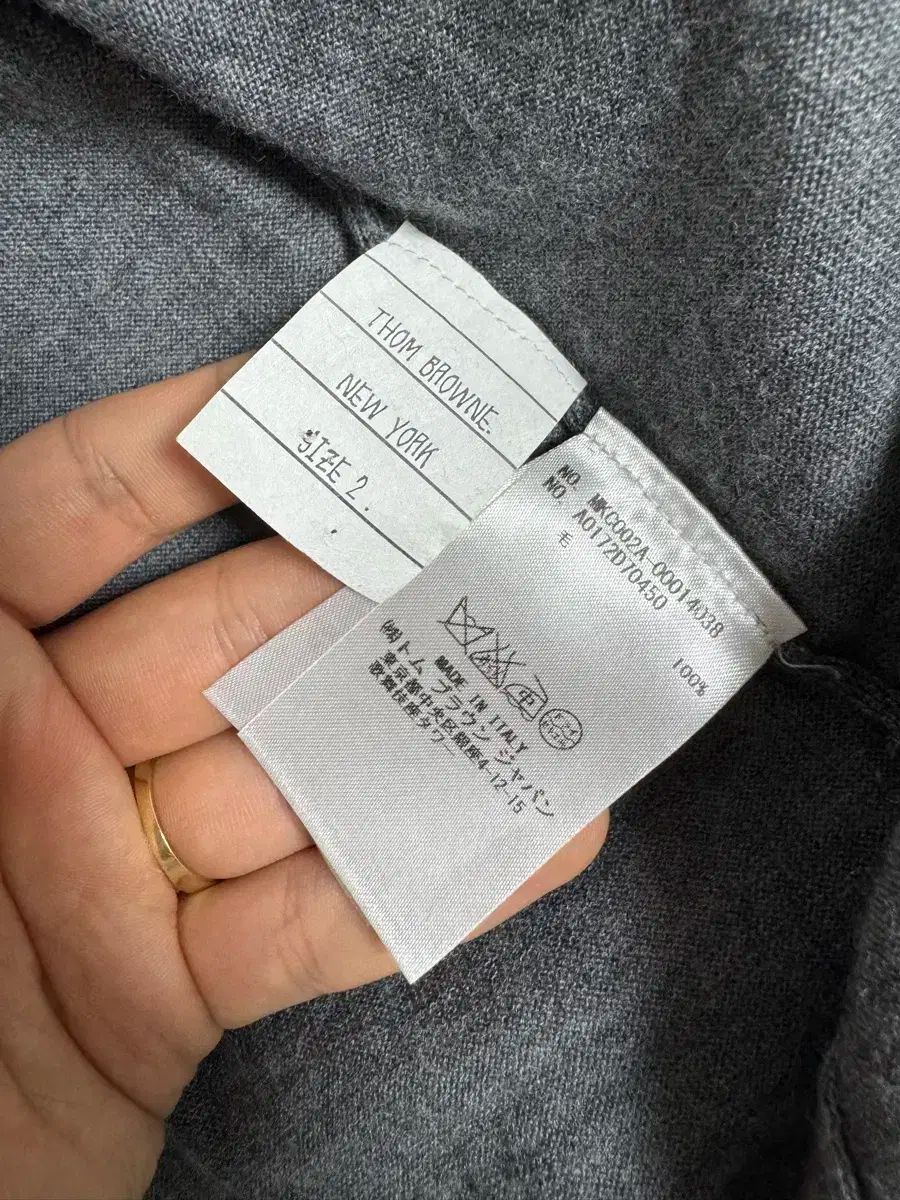 THOM BROWNE.
NEW YORK
SIZE 2.
NO. MKC002A-00014038
NO. A0172D70450
毛 100%
MADE IN ITALY
㈱トム ブラウン ジャパン
東京都中央区銀座4-12-15
歌舞伎座タワー